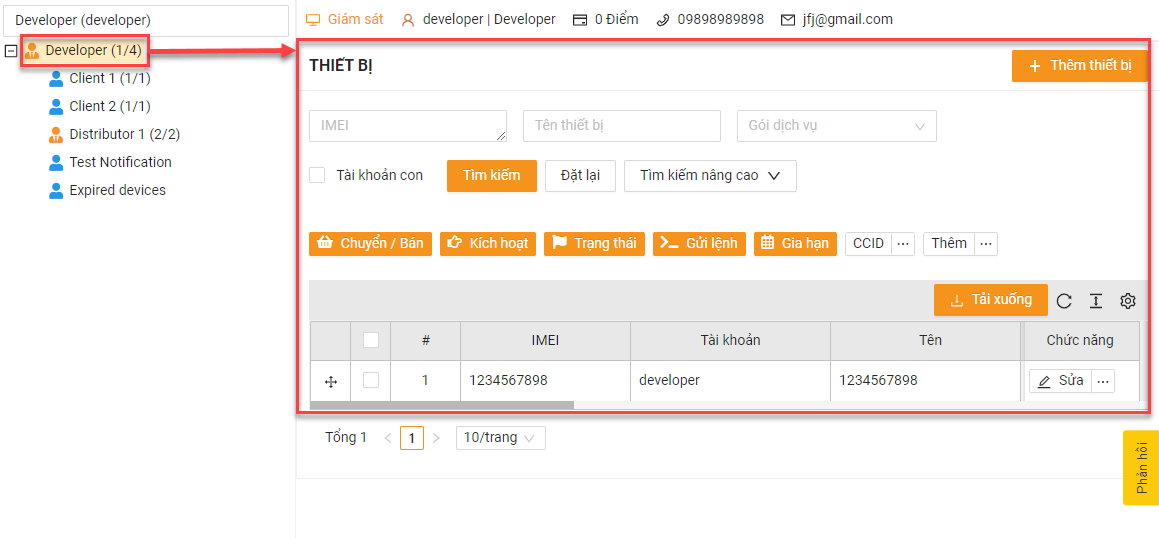 Developer (developer)
Developer (1/4)
Client 1 (1/1)
Client 2 (1/1)
Distributor 1 (2/2)
Test Notification
Expired devices
Giám sát developer | Developer 0 Điểm 09898989898 jfj@gmail.com
THIẾT BỊ Thêm thiết bị
IMEI Tên thiết bị Gói dịch vụ
Tài khoản con Tìm kiếm Đặt lại Tìm kiếm nâng cao
Chuyển / Bán Kích hoạt Trạng thái Gửi lệnh Gia hạn CCID ... Thêm ...
Tải xuống
# IMEI Tài khoản Tên Chức năng
1 1234567898 developer 1234567898 Sửa ...
Tổng 1 < 1 > 10/trang
Phản hồi